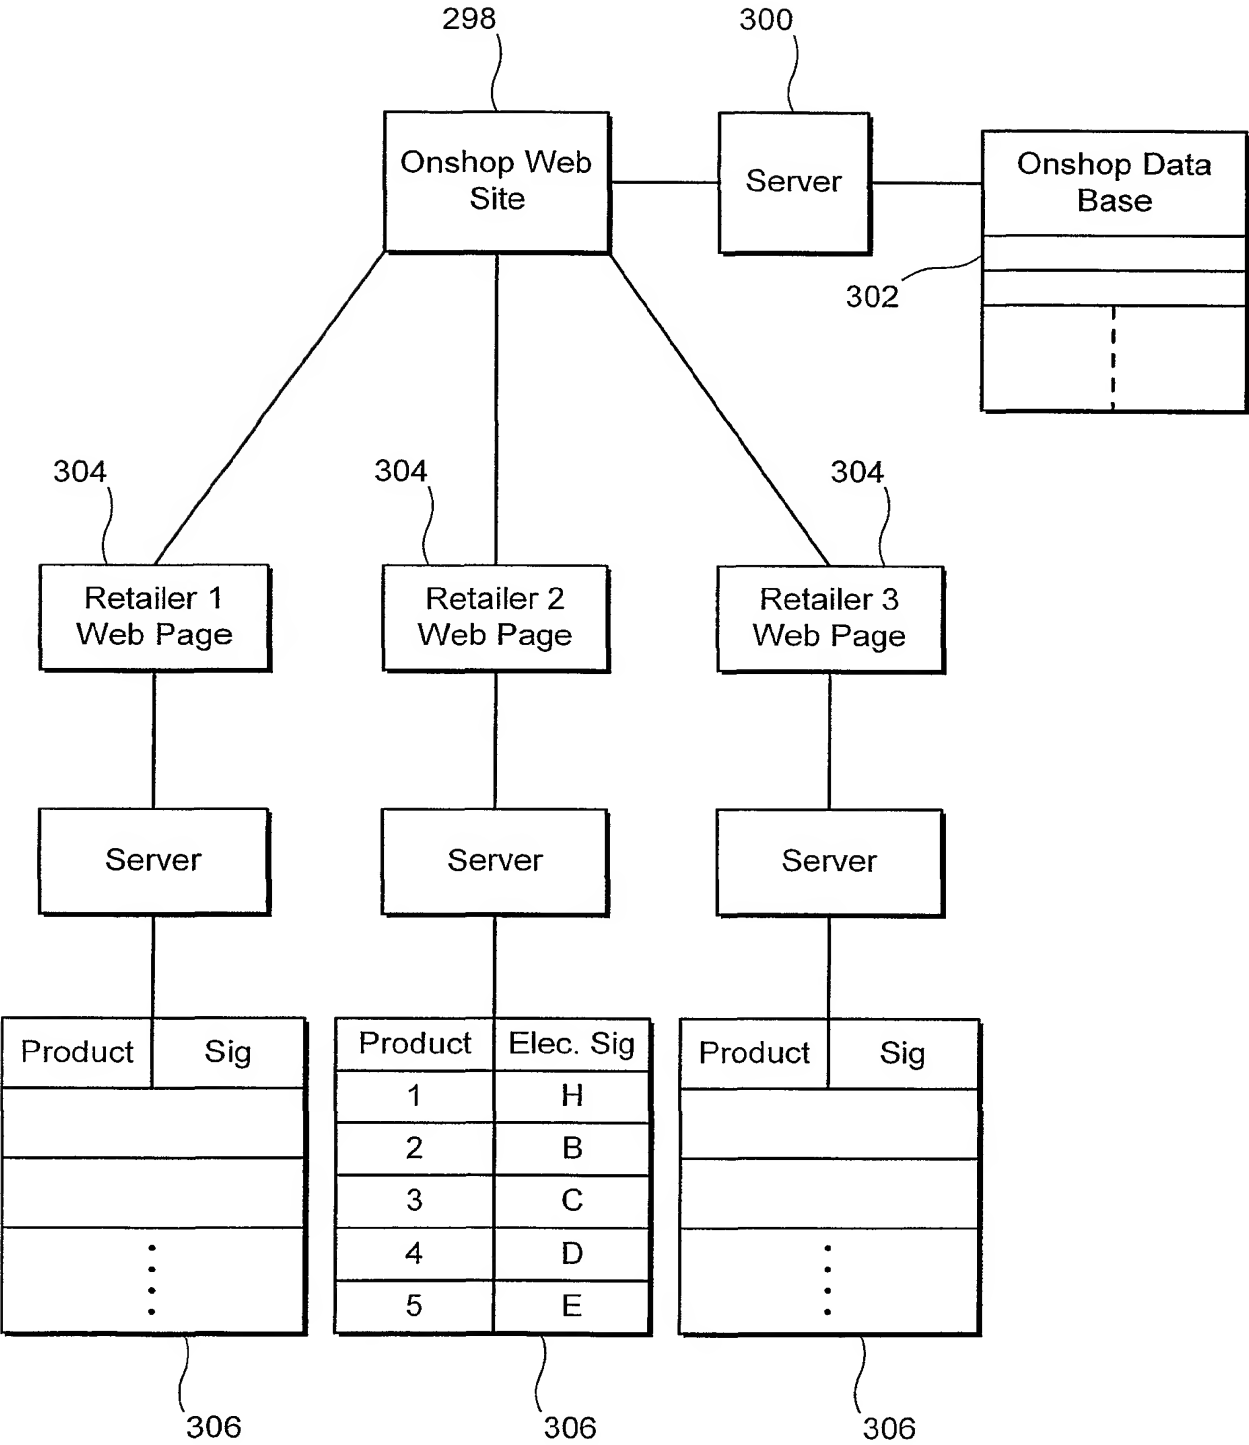 298
300
Onshop Web
Site
Server
Onshop Data
Base
302
304
304
304
Retailer 1
Web Page
Retailer 2
Web Page
Retailer 3
Web Page
Server
Server
Server
Product Sig
Product Elec. Sig
1 H
2 B
3 C
4 D
5 E
Product Sig
306
306
306